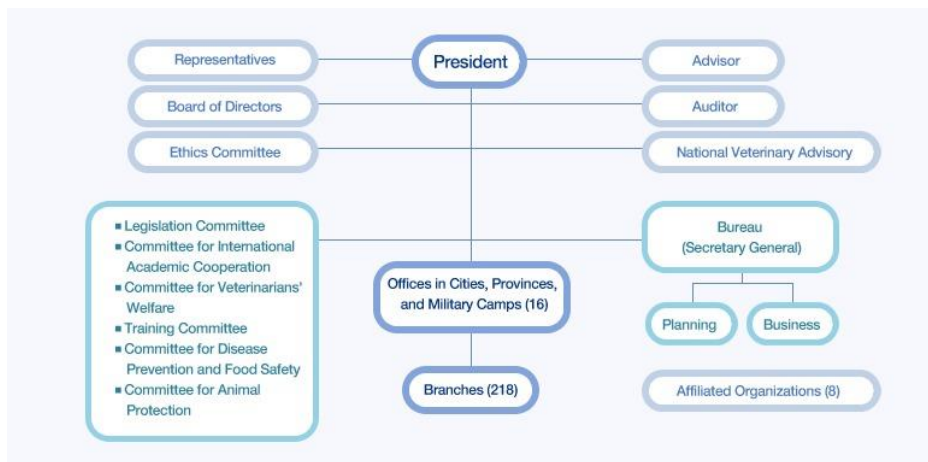 Representatives
President
Advisor
Board of Directors
Auditor
Ethics Committee
National Veterinary Advisory
■ Legislation Committee
■ Committee for International
Academic Cooperation
■ Committee for Veterinarians'
Welfare
■ Training Committee
■ Committee for Disease
Prevention and Food Safety
■ Committee for Animal
Protection
Bureau
(Secretary General)
Offices in Cities, Provinces,
and Military Camps (16)
Planning
Business
Branches (218)
Affiliated Organizations (8)